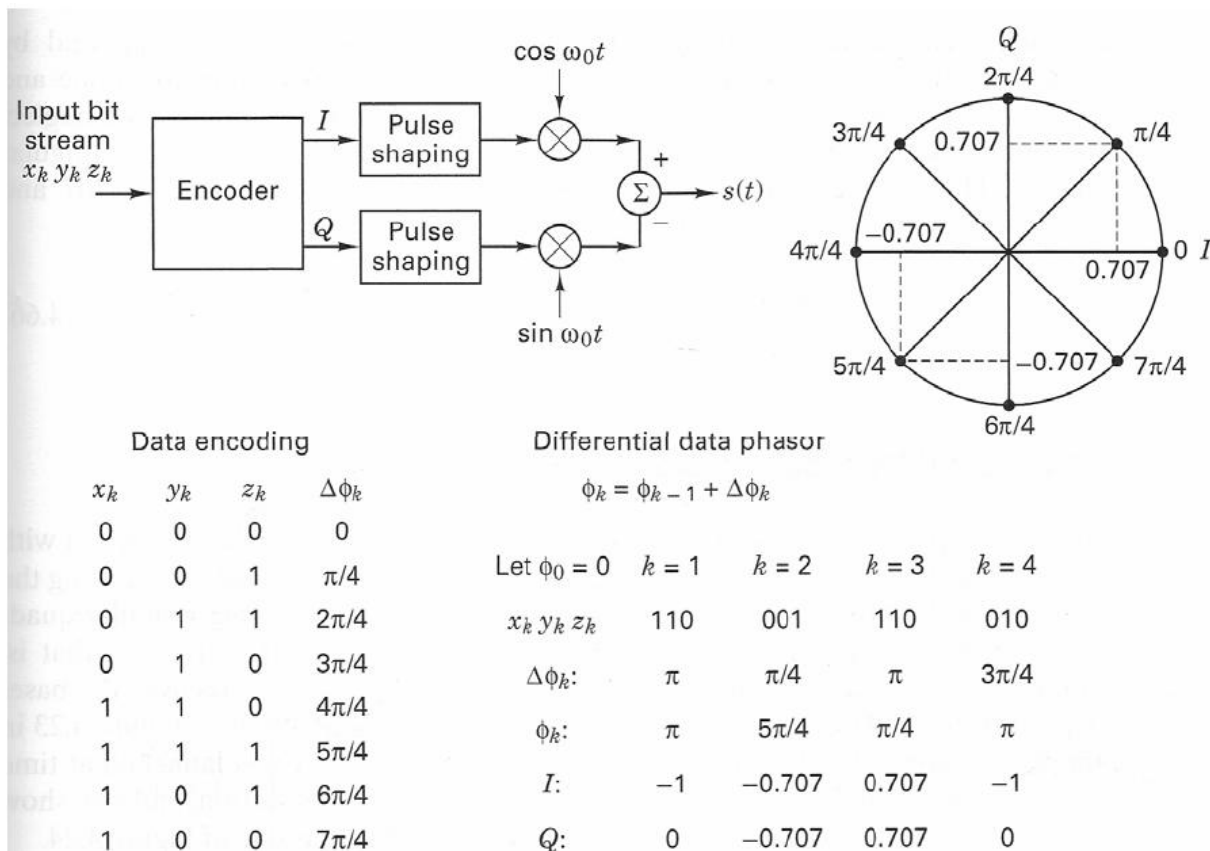 cos ω₀t
Input bit
stream
xₖ yₖ zₖ
Encoder
I
Pulse
shaping
Q
Pulse
shaping
+
Σ
−
s(t)
sin ω₀t
Q
2π/4
3π/4
π/4
0.707
−0.707
4π/4
0 I
0.707
5π/4
−0.707
7π/4
6π/4
4.66
Data encoding
xₖ yₖ zₖ Δϕₖ
0 0 0 0
0 0 1 π/4
0 1 1 2π/4
0 1 0 3π/4
1 1 0 4π/4
1 1 1 5π/4
1 0 1 6π/4
1 0 0 7π/4
Differential data phasor
ϕₖ = ϕₖ₋₁ + Δϕₖ
Let ϕ₀ = 0 k = 1 k = 2 k = 3 k = 4
xₖ yₖ zₖ 110 001 110 010
Δϕₖ: π π/4 π 3π/4
ϕₖ: π 5π/4 π/4 π
I: −1 −0.707 0.707 −1
Q: 0 −0.707 0.707 0